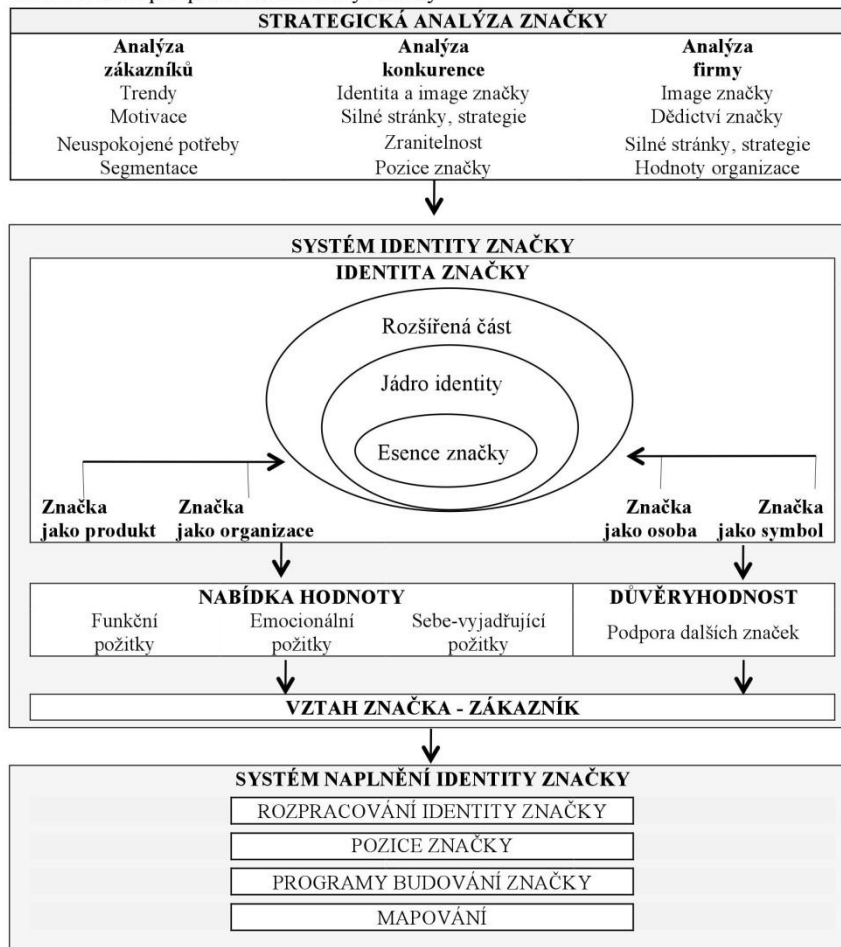 STRATEGICKÁ ANALÝZA ZNAČKY
Analýza
zákazníků
Trendy
Motivace
Neuspokojené potřeby
Segmentace
Analýza
konkurence
Identita a image značky
Silné stránky, strategie
Zranitelnost
Pozice značky
Analýza
firmy
Image značky
Dědictví značky
Silné stránky, strategie
Hodnoty organizace
SYSTÉM IDENTITY ZNAČKY
IDENTITA ZNAČKY
Rozšířená část
Jádro identity
Esence značky
Značka
jako produkt
Značka
jako organizace
Značka
jako osoba
Značka
jako symbol
NABÍDKA HODNOTY
Funkční
požitky
Emocionální
požitky
Sebe-vyjadřující
požitky
DŮVĚRYHODNOST
Podpora dalších značek
VZTAH ZNAČKA - ZÁKAZNÍK
SYSTÉM NAPLNĚNÍ IDENTITY ZNAČKY
ROZPRACOVÁNÍ IDENTITY ZNAČKY
POZICE ZNAČKY
PROGRAMY BUDOVÁNÍ ZNAČKY
MAPOVÁNÍ